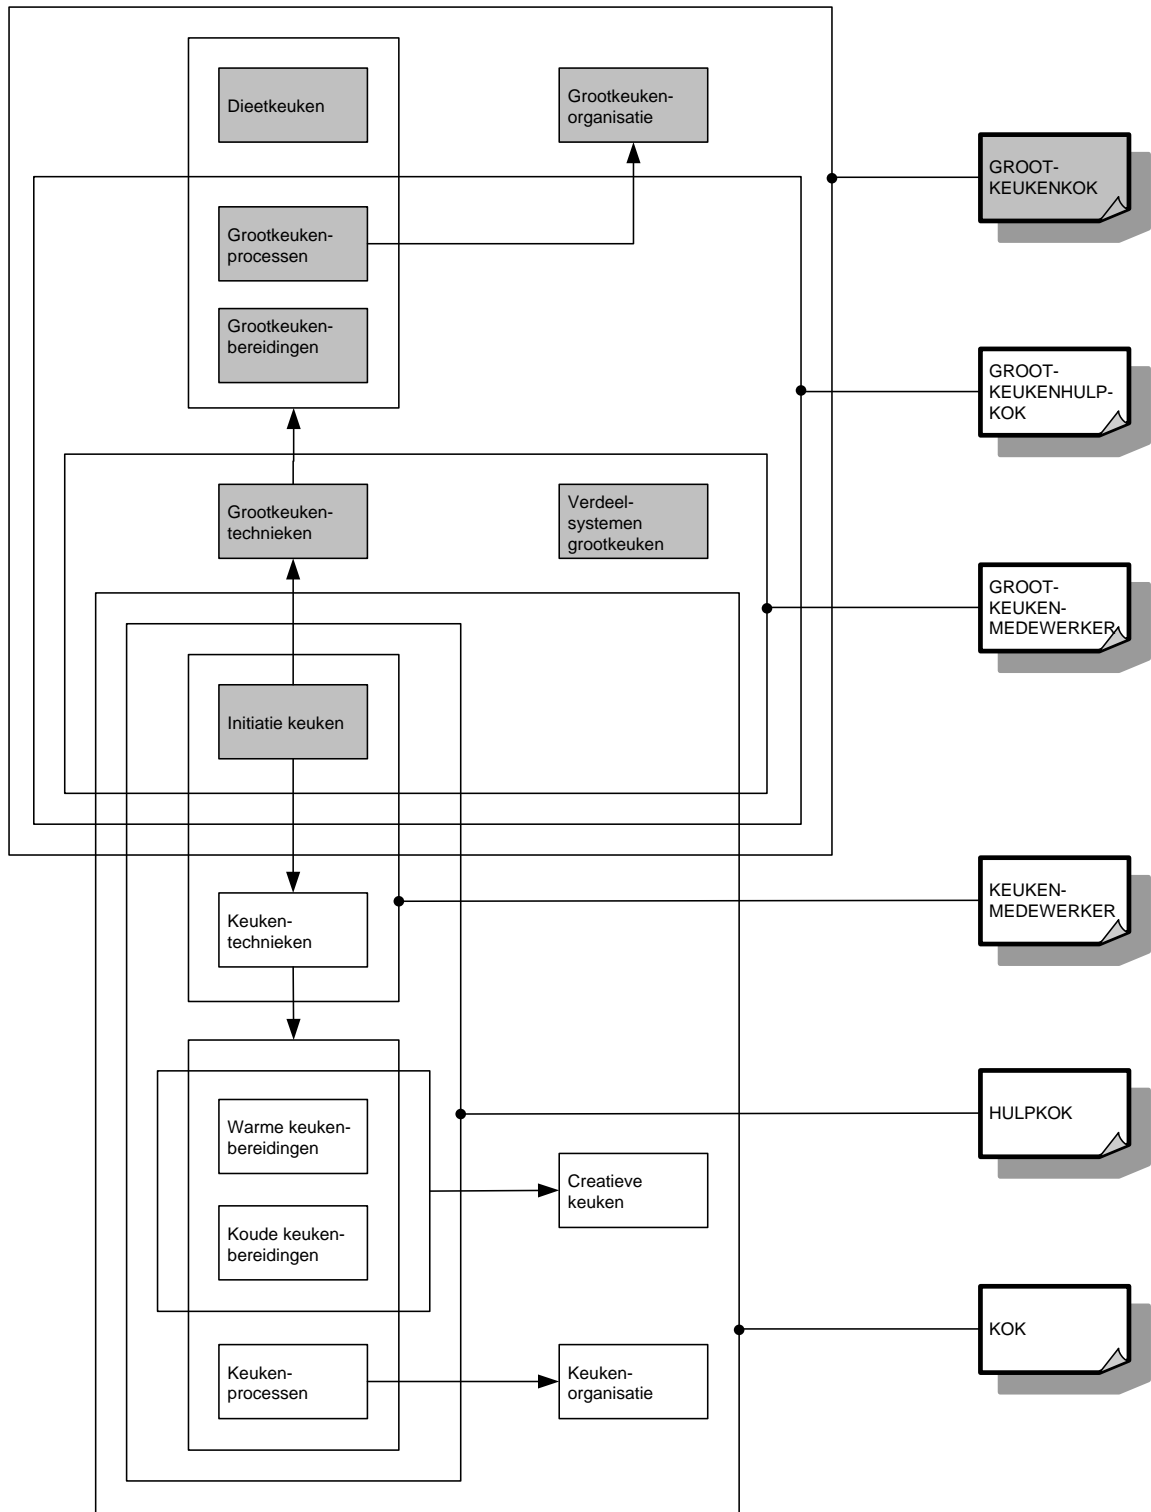 Dieetkeuken
Grootkeuken-
organisatie
GROOT-
KEUKENKOK
Grootkeuken-
processen
Grootkeuken-
bereidingen
GROOT-
KEUKENHULP-
KOK
Grootkeuken-
technieken
Verdeel-
systemen
grootkeuken
GROOT-
KEUKEN-
MEDEWERKER
Initiatie keuken
Keuken-
technieken
KEUKEN-
MEDEWERKER
Warme keuken-
bereidingen
HULPKOK
Creatieve
keuken
Koude keuken-
bereidingen
KOK
Keuken-
processen
Keuken-
organisatie